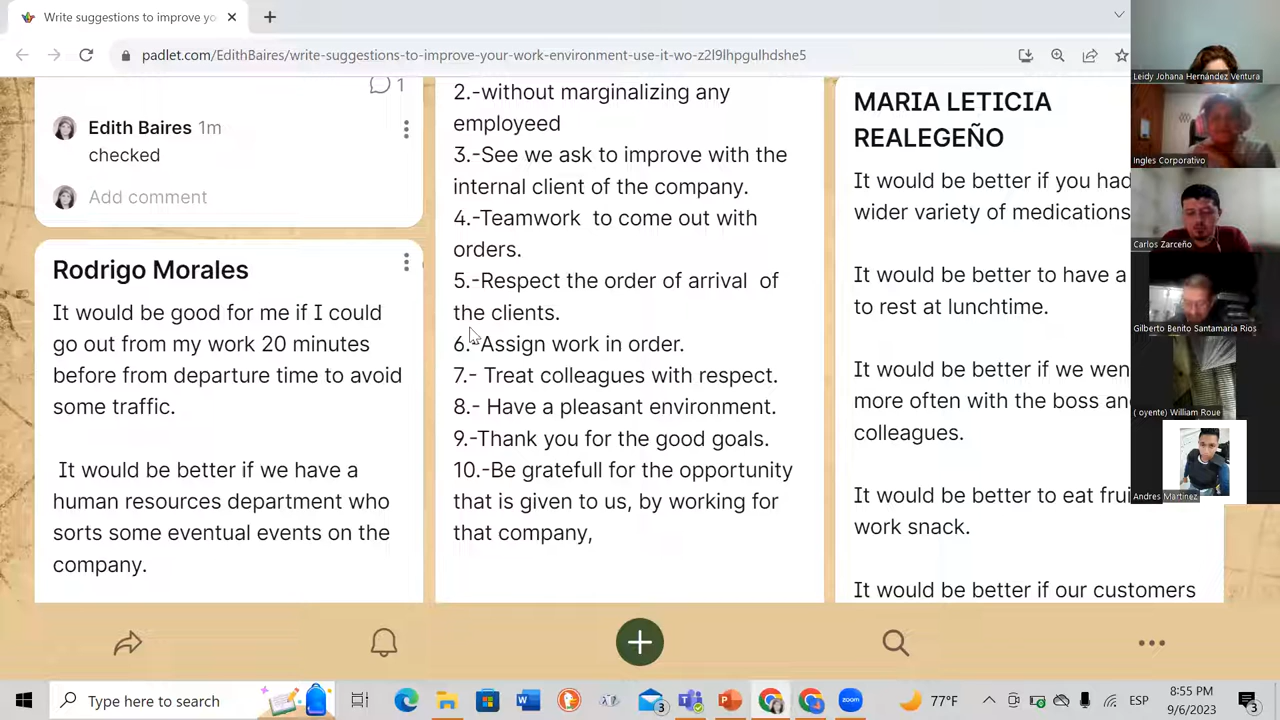 Write suggestions to improve yo
padlet.com/EdithBaires/write-suggestions-to-improve-your-work-environment-use-it-wo-z2l9lhpgulhdshe5
1
Edith Baires 1m
checked
Add comment
Rodrigo Morales
It would be good for me if I could
go out from my work 20 minutes
before from departure time to avoid
some traffic.
It would be better if we have a
human resources department who
sorts some eventual events on the
company.
2.-without marginalizing any
employeed
3.-See we ask to improve with the
internal client of the company.
4.-Teamwork to come out with
orders.
5.-Respect the order of arrival of
the clients.
6.-Assign work in order.
7.- Treat colleagues with respect.
8.- Have a pleasant environment.
9.-Thank you for the good goals.
10.-Be gratefull for the opportunity
that is given to us, by working for
that company,
MARIA LETICIA
REALEGEÑO
It would be better if you had
wider variety of medications
It would be better to have a
to rest at lunchtime.
It would be better if we wen
more often with the boss an
colleagues.
It would be better to eat frui
work snack.
It would be better if our customers
Leidy Johana Hernández Ventura
Ingles Corporativo
Carlos Zarceño
Gilberto Benito Santamaria Rios
( oyente) William Roue
Andres Martinez
Type here to search
3
zoom
77°F
ESP
8:55 PM
9/6/2023
3